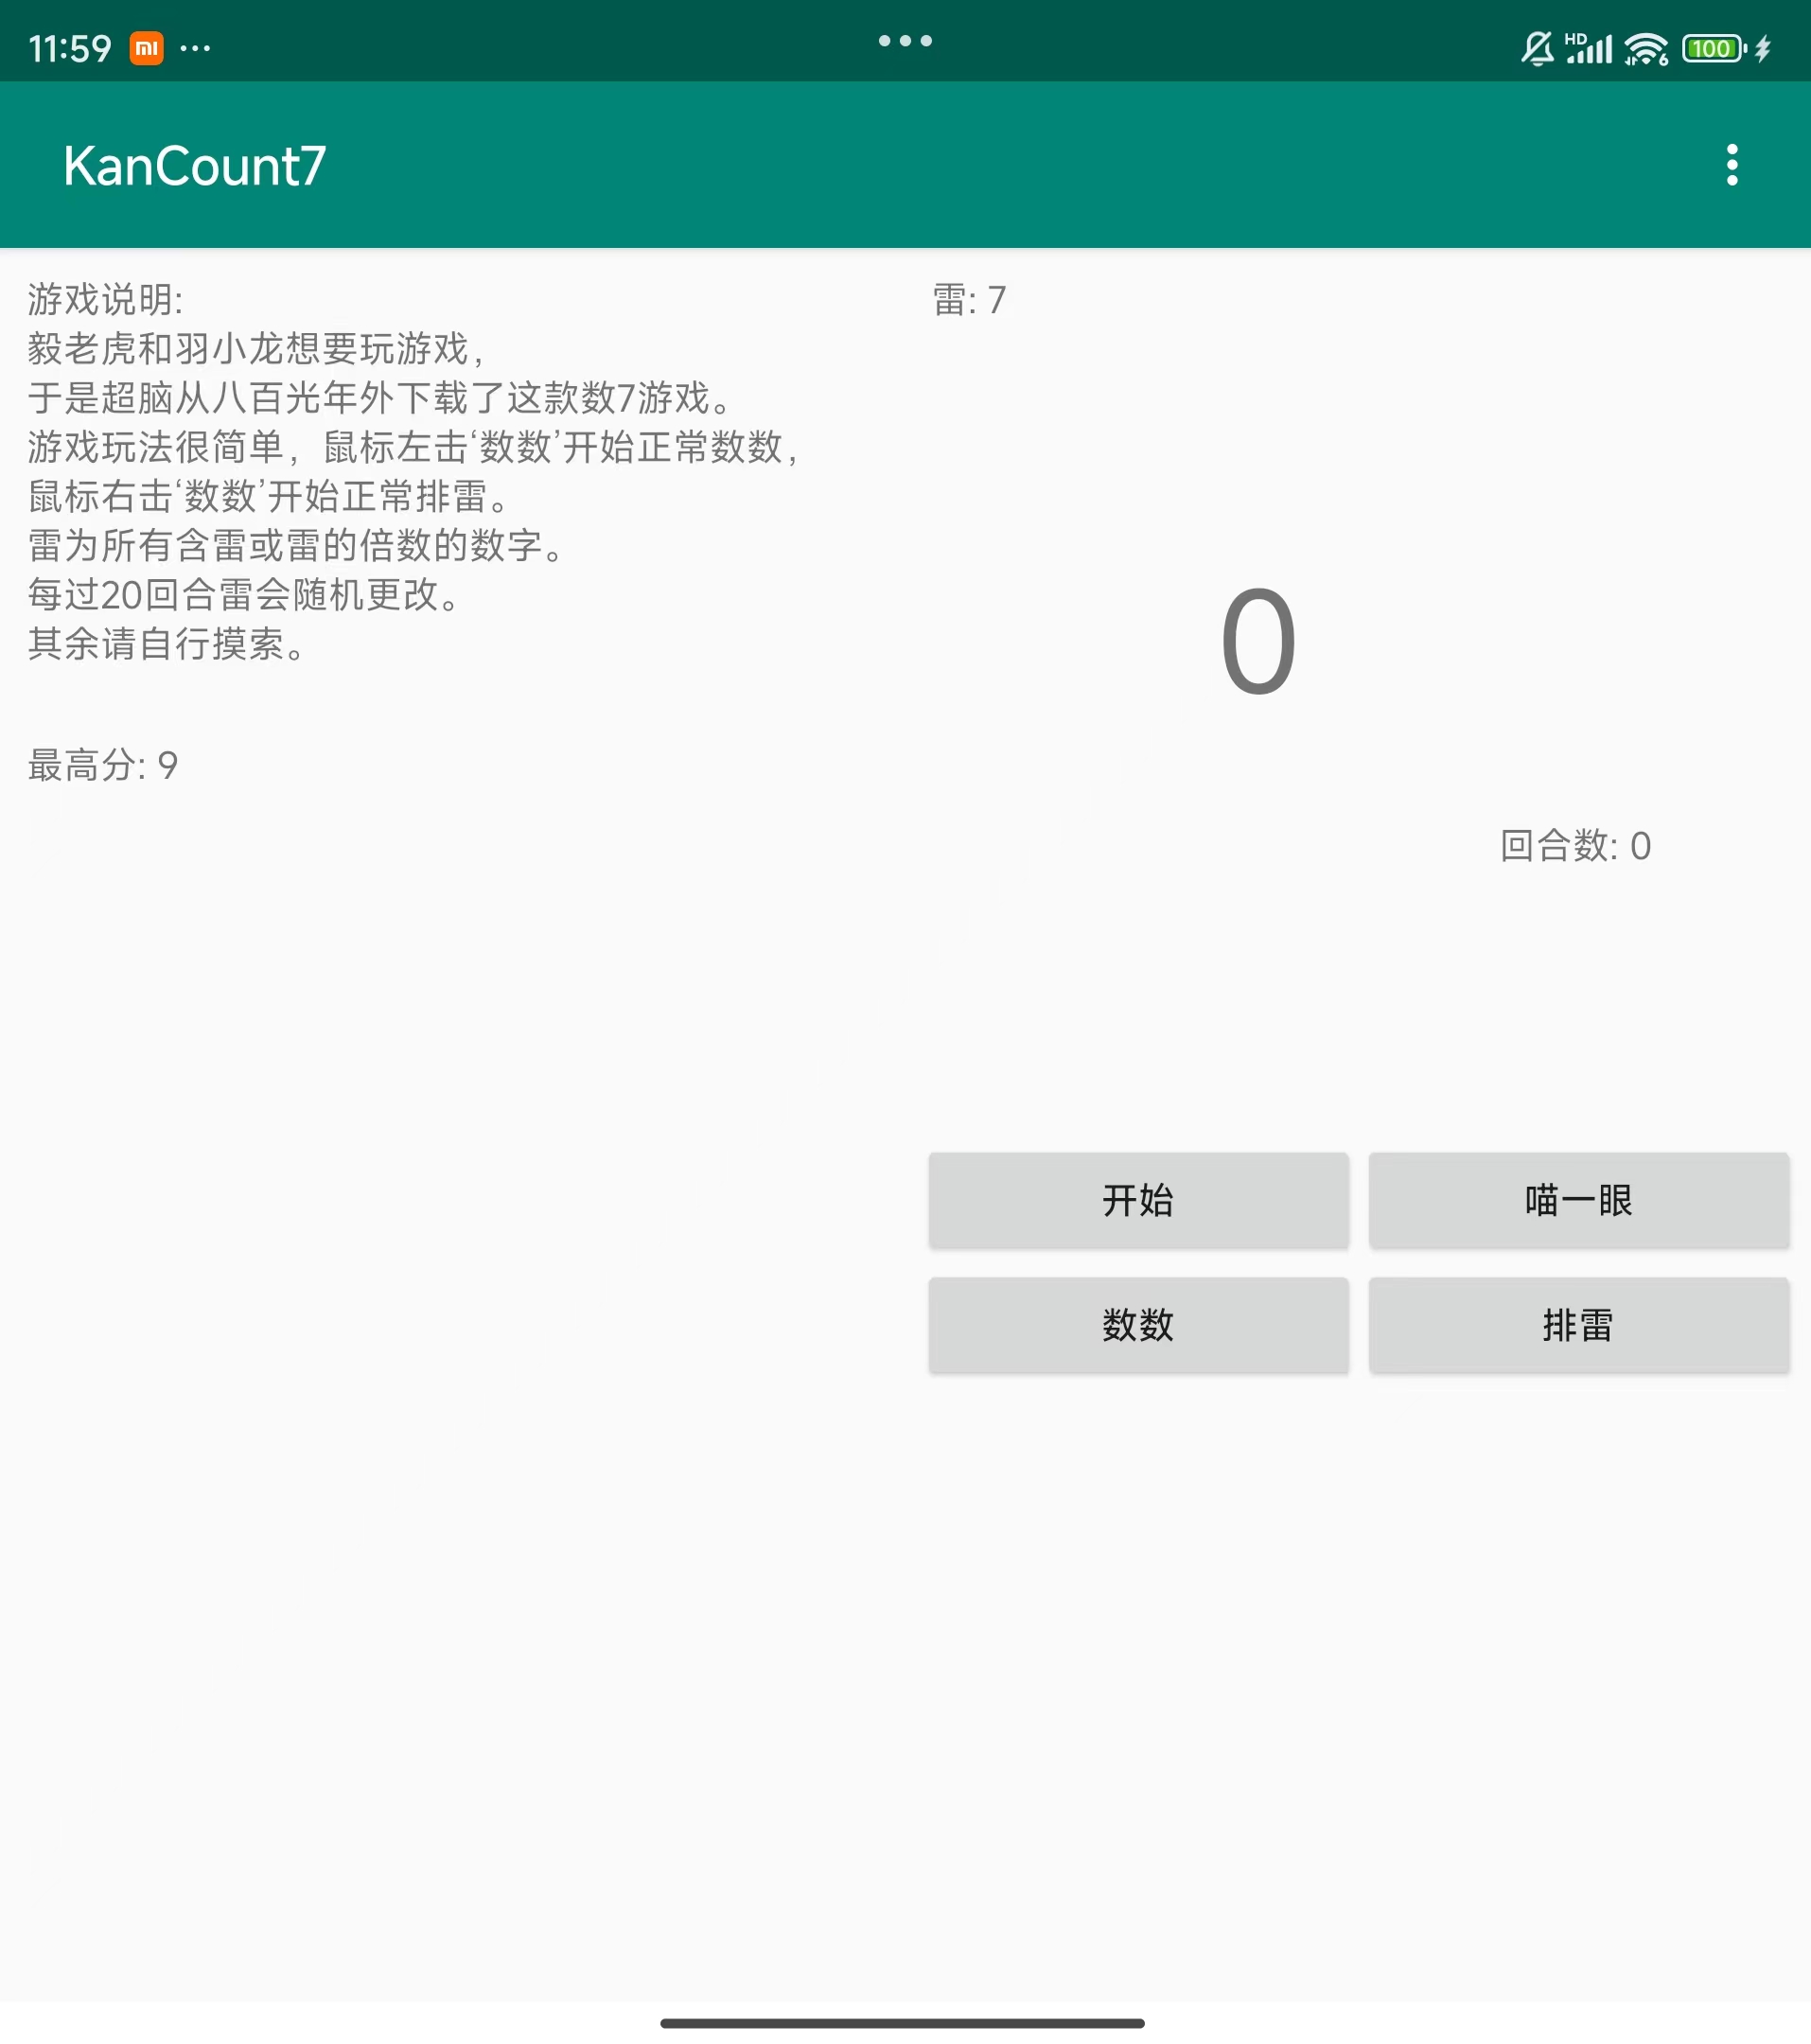 11:59
HD
6
100
KanCount7
游戏说明:
毅老虎和羽小龙想要玩游戏，
于是超脑从八百光年外下载了这款数7游戏。
游戏玩法很简单，鼠标左击‘数数’开始正常数数，
鼠标右击‘数数’开始正常排雷。
雷为所有含雷或雷的倍数的数字。
每过20回合雷会随机更改。
其余请自行摸索。
最高分: 9
雷: 7
0
回合数: 0
开始
喵一眼
数数
排雷